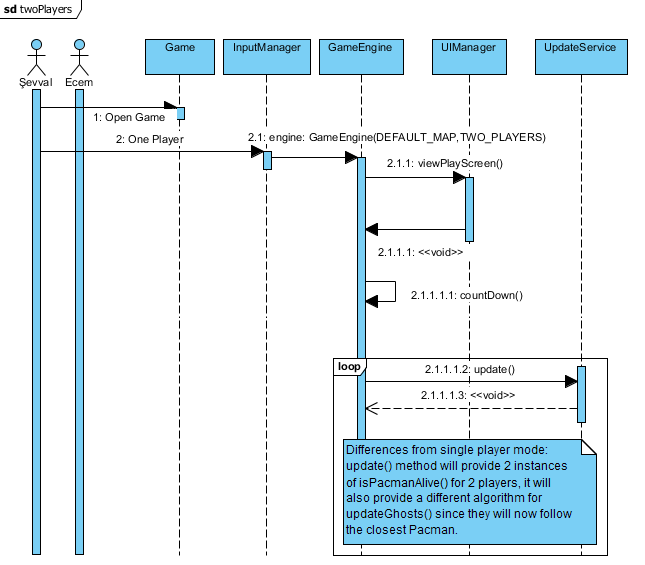 sd twoPlayers
Game
InputManager
GameEngine
UIManager
UpdateService
Şevval
Ecem
1: Open Game
2: One Player
2.1: engine: GameEngine(DEFAULT_MAP,TWO_PLAYERS)
2.1.1: viewPlayScreen()
2.1.1.1: <<void>>
2.1.1.1.1: countDown()
loop
2.1.1.1.2: update()
2.1.1.1.3: <<void>>
Differences from single player mode:
update() method will provide 2 instances
of isPacmanAlive() for 2 players, it will
also provide a different algorithm for
updateGhosts() since they will now follow
the closest Pacman.